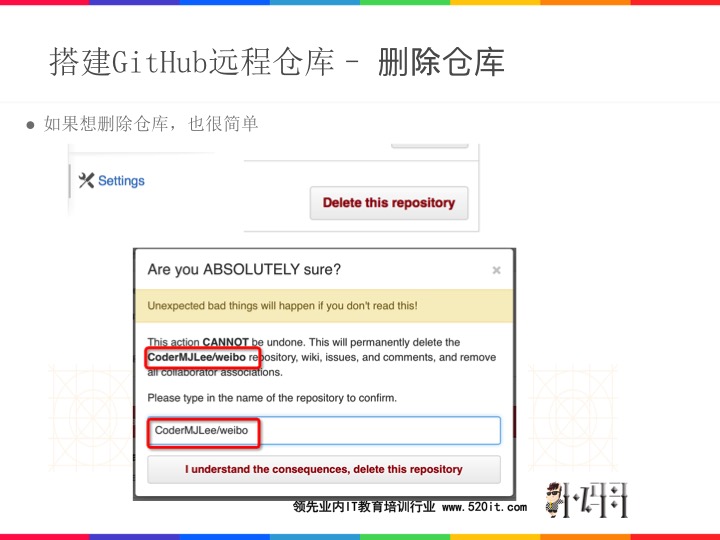 搭建GitHub远程仓库 - 删除仓库
● 如果想删除仓库，也很简单
Settings
Delete this repository
Are you ABSOLUTELY sure?
×
Unexpected bad things will happen if you don't read this!
This action CANNOT be undone. This will permanently delete the
CoderMJLee/weibo repository, wiki, issues, and comments, and remove
all collaborator associations.
Please type in the name of the repository to confirm.
CoderMJLee/weibo
I understand the consequences, delete this repository
领先业内IT教育培训行业 www.520it.com
小码哥